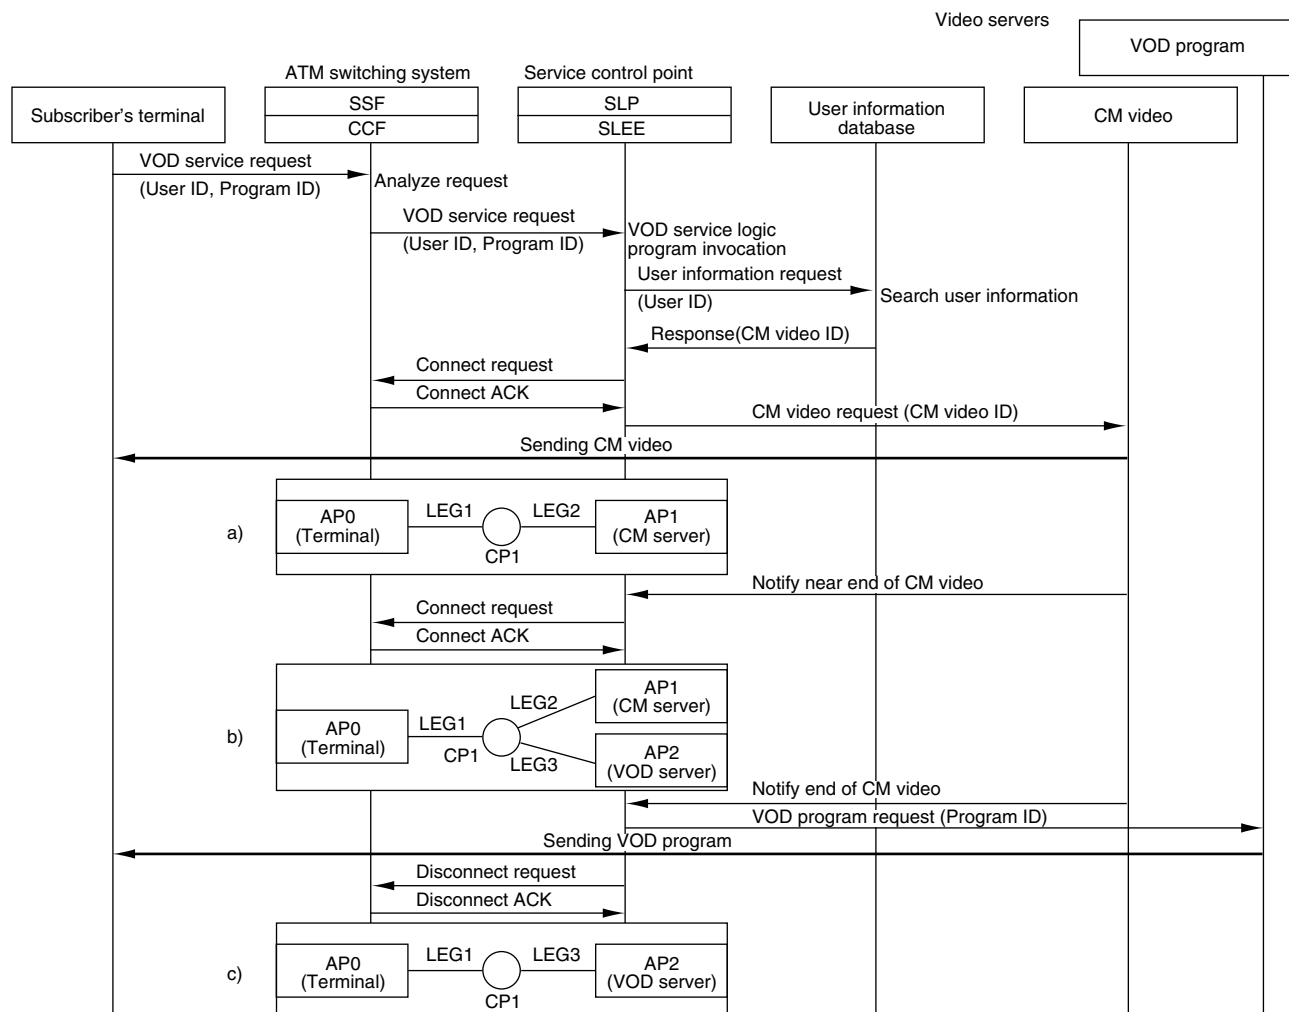 Video servers
VOD program
ATM switching system
Service control point
Subscriber's terminal
SSF
CCF
SLP
SLEE
User information
database
CM video
VOD service request
(User ID, Program ID)
Analyze request
VOD service request
(User ID, Program ID)
VOD service logic
program invocation
User information request
(User ID)
Search user information
Response(CM video ID)
Connect request
Connect ACK
CM video request (CM video ID)
Sending CM video
a)
AP0
(Terminal)
LEG1
CP1
LEG2
AP1
(CM server)
Notify near end of CM video
Connect request
Connect ACK
b)
AP0
(Terminal)
LEG1
CP1
LEG2
LEG3
AP1
(CM server)
AP2
(VOD server)
Notify end of CM video
VOD program request (Program ID)
Sending VOD program
Disconnect request
Disconnect ACK
c)
AP0
(Terminal)
LEG1
CP1
LEG3
AP2
(VOD server)